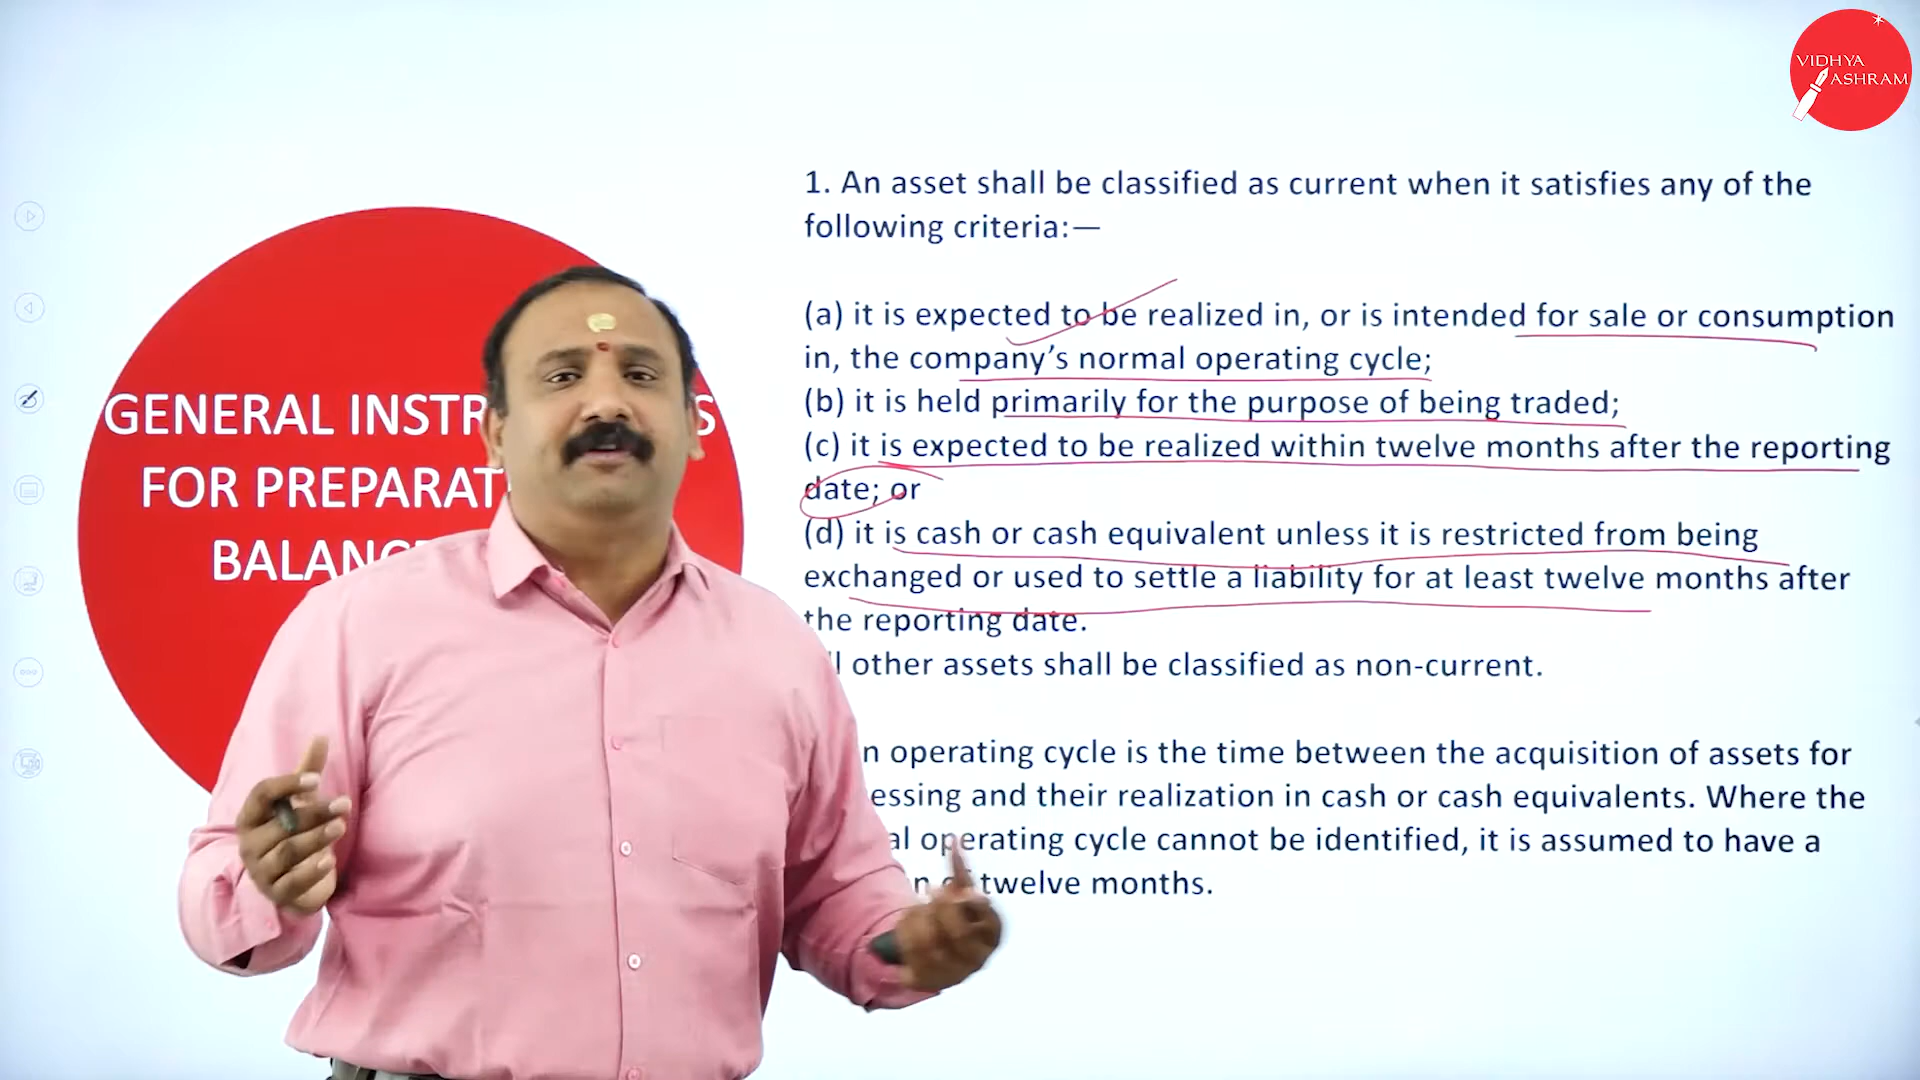 VIDHYA
ASHRAM
1. An asset shall be classified as current when it satisfies any of the
following criteria:—
(a) it is expected to be realized in, or is intended for sale or consumption
in, the company's normal operating cycle;
(b) it is held primarily for the purpose of being traded;
(c) it is expected to be realized within twelve months after the reporting
date; or
(d) it is cash or cash equivalent unless it is restricted from being
exchanged or used to settle a liability for at least twelve months after
the reporting date.
other assets shall be classified as non-current.
operating cycle is the time between the acquisition of assets for
and their realization in cash or cash equivalents. Where the
operating cycle cannot be identified, it is assumed to have a
twelve months.
GENERAL
FOR